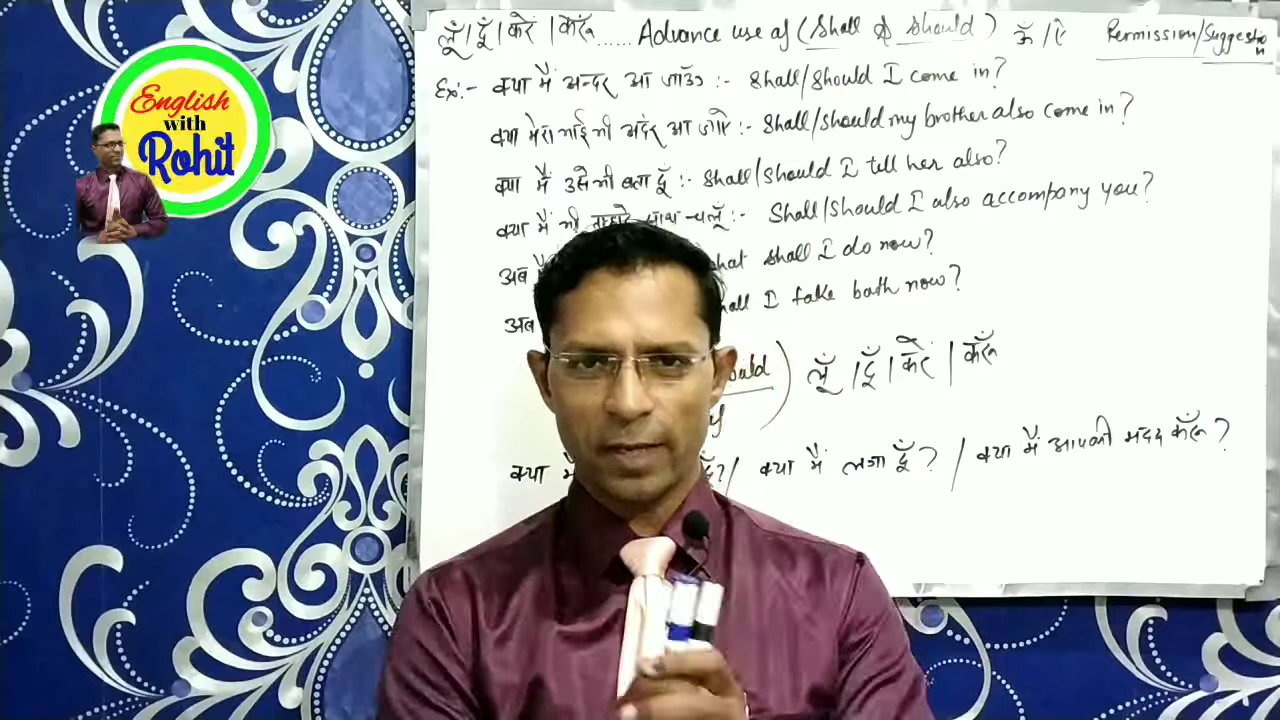 English
with
Rohit
लूँ / दूँ / करें / करूँ ...... Advance use of (Shall & Should) ऊँ / ऐ Permission/Suggestion
Ex:- क्या मैं अन्दर आ जाऊँ :- Shall/Should I come in?
क्या मेरा भाई भी अंदर आ जाये :- Shall/Should my brother also come in?
क्या मैं उसे भी बता दूँ :- Shall/Should I tell her also?
क्या मैं भी तुम्हारे साथ चलूँ :- Shall/Should I also accompany you?
अब shall I do now?
अब I take bath now?
) लूँ / दूँ / करें / करूँ
क्या / क्या मैं लगा दूँ? / क्या मैं आपकी मदद करूँ?